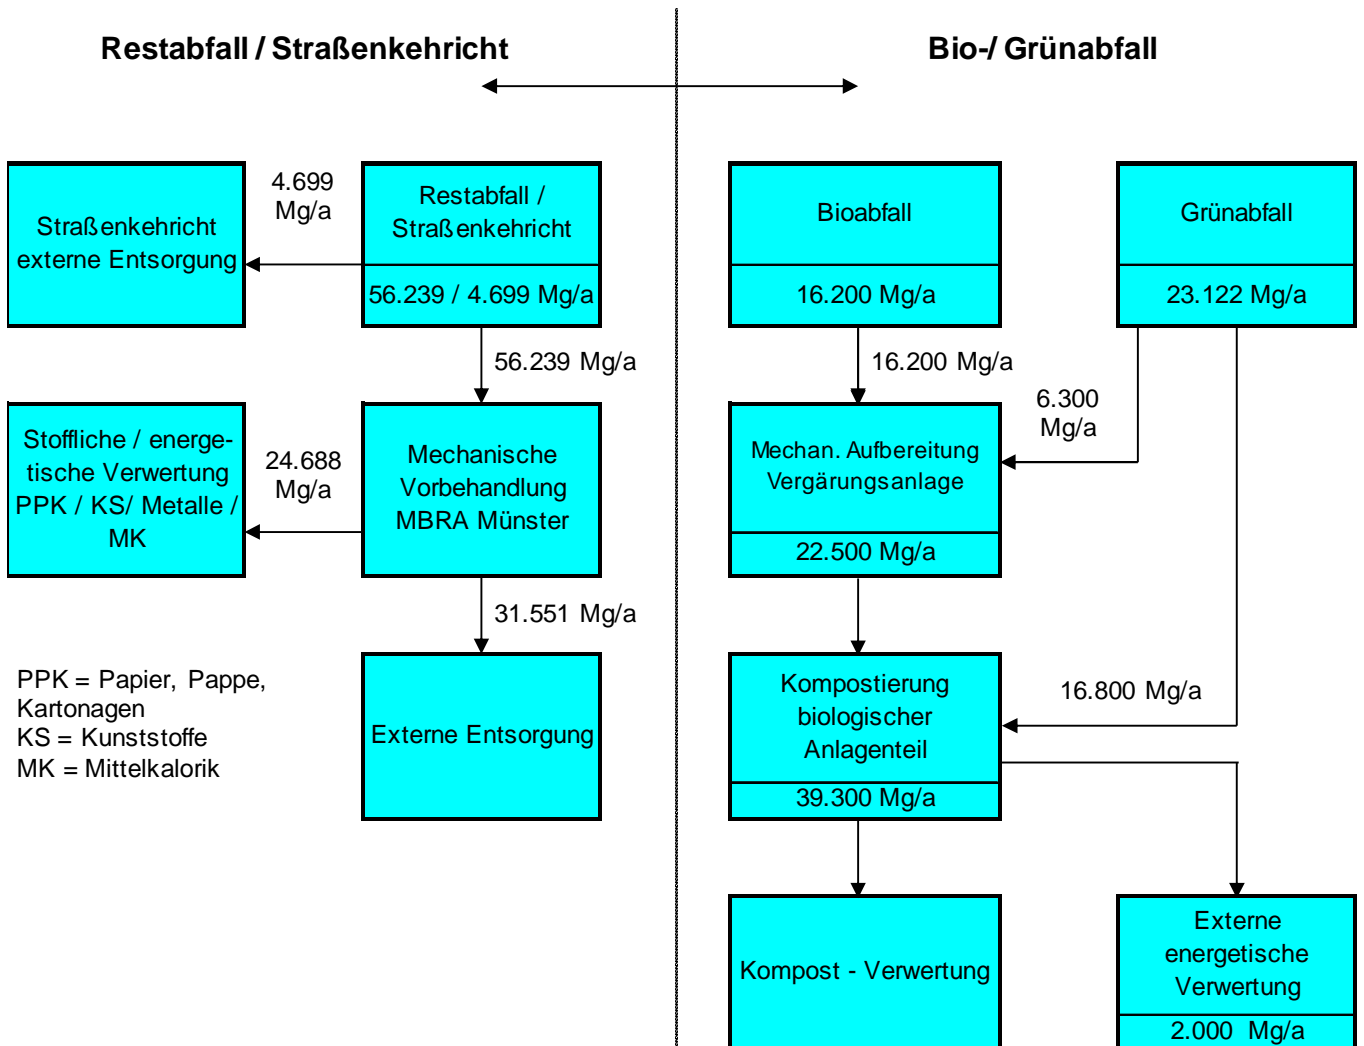 Restabfall / Straßenkehricht
Bio-/ Grünabfall
Straßenkehricht
externe Entsorgung
4.699
Mg/a
Restabfall /
Straßenkehricht
56.239 / 4.699 Mg/a
56.239 Mg/a
Stoffliche / energe-
tische Verwertung
PPK / KS/ Metalle /
MK
24.688
Mg/a
Mechanische
Vorbehandlung
MBRA Münster
31.551 Mg/a
Externe Entsorgung
PPK = Papier, Pappe,
Kartonagen
KS = Kunststoffe
MK = Mittelkalorik
Bioabfall
16.200 Mg/a
Grünabfall
23.122 Mg/a
16.200 Mg/a
6.300
Mg/a
Mechan. Aufbereitung
Vergärungsanlage
22.500 Mg/a
16.800 Mg/a
Kompostierung
biologischer
Anlagenteil
39.300 Mg/a
Kompost - Verwertung
Externe
energetische
Verwertung
2.000 Mg/a